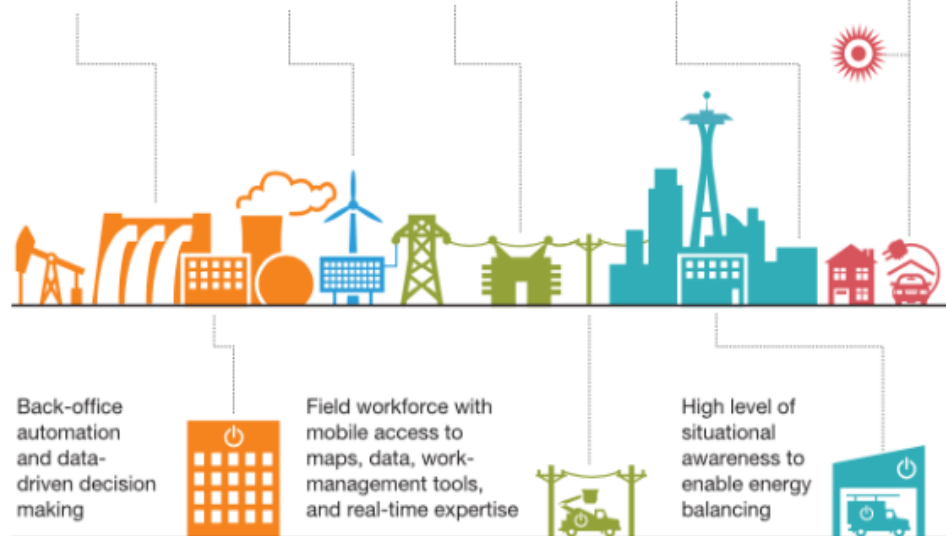 Back-office
automation
and data-
driven decision
making
Field workforce with
mobile access to
maps, data, work-
management tools,
and real-time expertise
High level of
situational
awareness to
enable energy
balancing